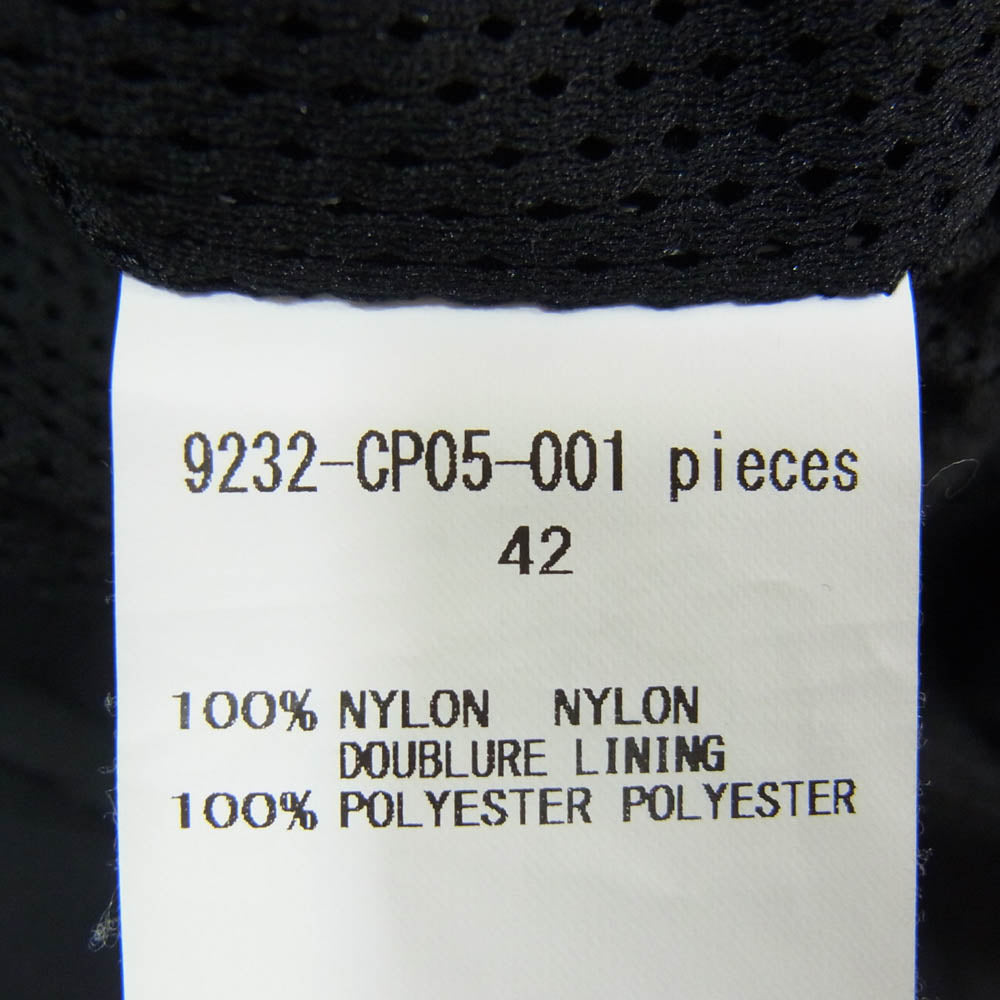 9232-CP05-001 pieces
42
100% NYLON NYLON
DOUBLURE LINING
100% POLYESTER POLYESTER